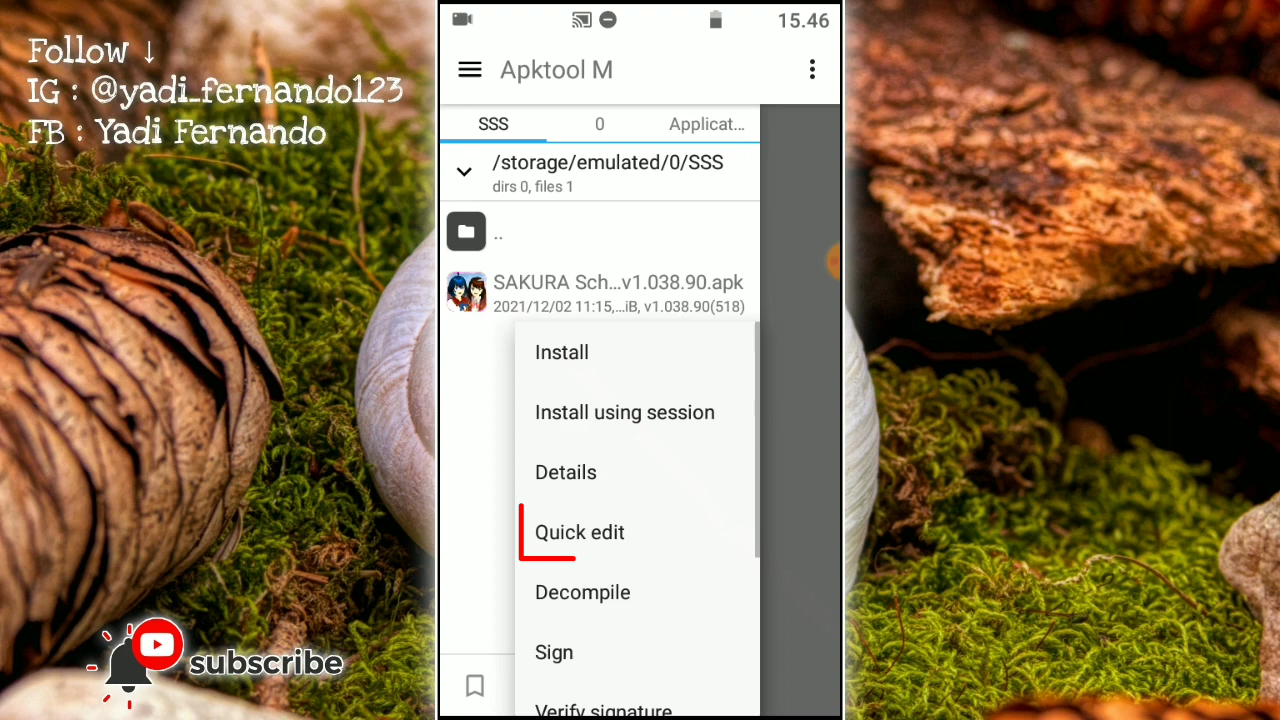 Follow ↓
IG : @yadi_fernando123
FB : Yadi Fernando
15.46
Apktool M
SSS
0
Applicat...
/storage/emulated/0/SSS
dirs 0, files 1
..
SAKURA Sch...v1.038.90.apk
2021/12/02 11:15,...iB, v1.038.90(518)
Install
Install using session
Details
Quick edit
Decompile
Sign
Verify signature
subscribe